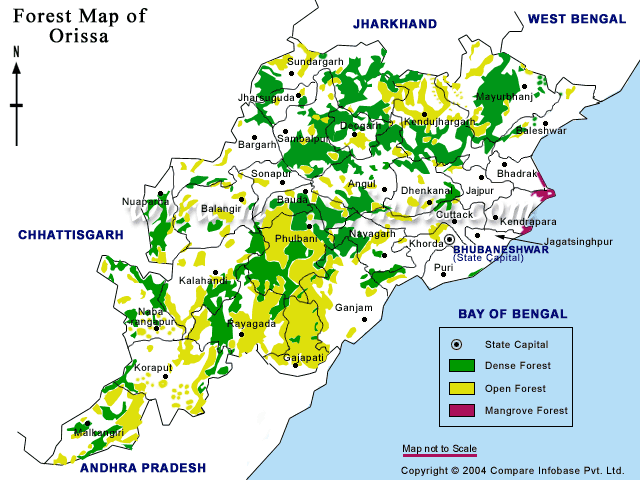 Forest Map of
Orissa
N
JHARKHAND
WEST BENGAL
Sundargarh
Jharsuguda
Mayurbhanj
Kendujhargarh
Deogarh
Baleshwar
Sambalpur
Bargarh
Bhadrak
Sonapur
Angul
Jajpur
Dhenkanal
Nuaparha
Balangir
Bauda
Cuttack
Kendrapara
CHHATTISGARH
Phulbani
Nayagarh
Khorda
Jagatsinghpur
BHUBANESHWAR
(State Capital)
Puri
Kalahandi
Naba
rangapur
Ganjam
Rayagada
BAY OF BENGAL
Koraput
Gajapati
State Capital
Dense Forest
Open Forest
Mangrove Forest
Malkangiri
Map not to Scale
ANDHRA PRADESH
Copyright © 2004 Compare Infobase Pvt. Ltd.